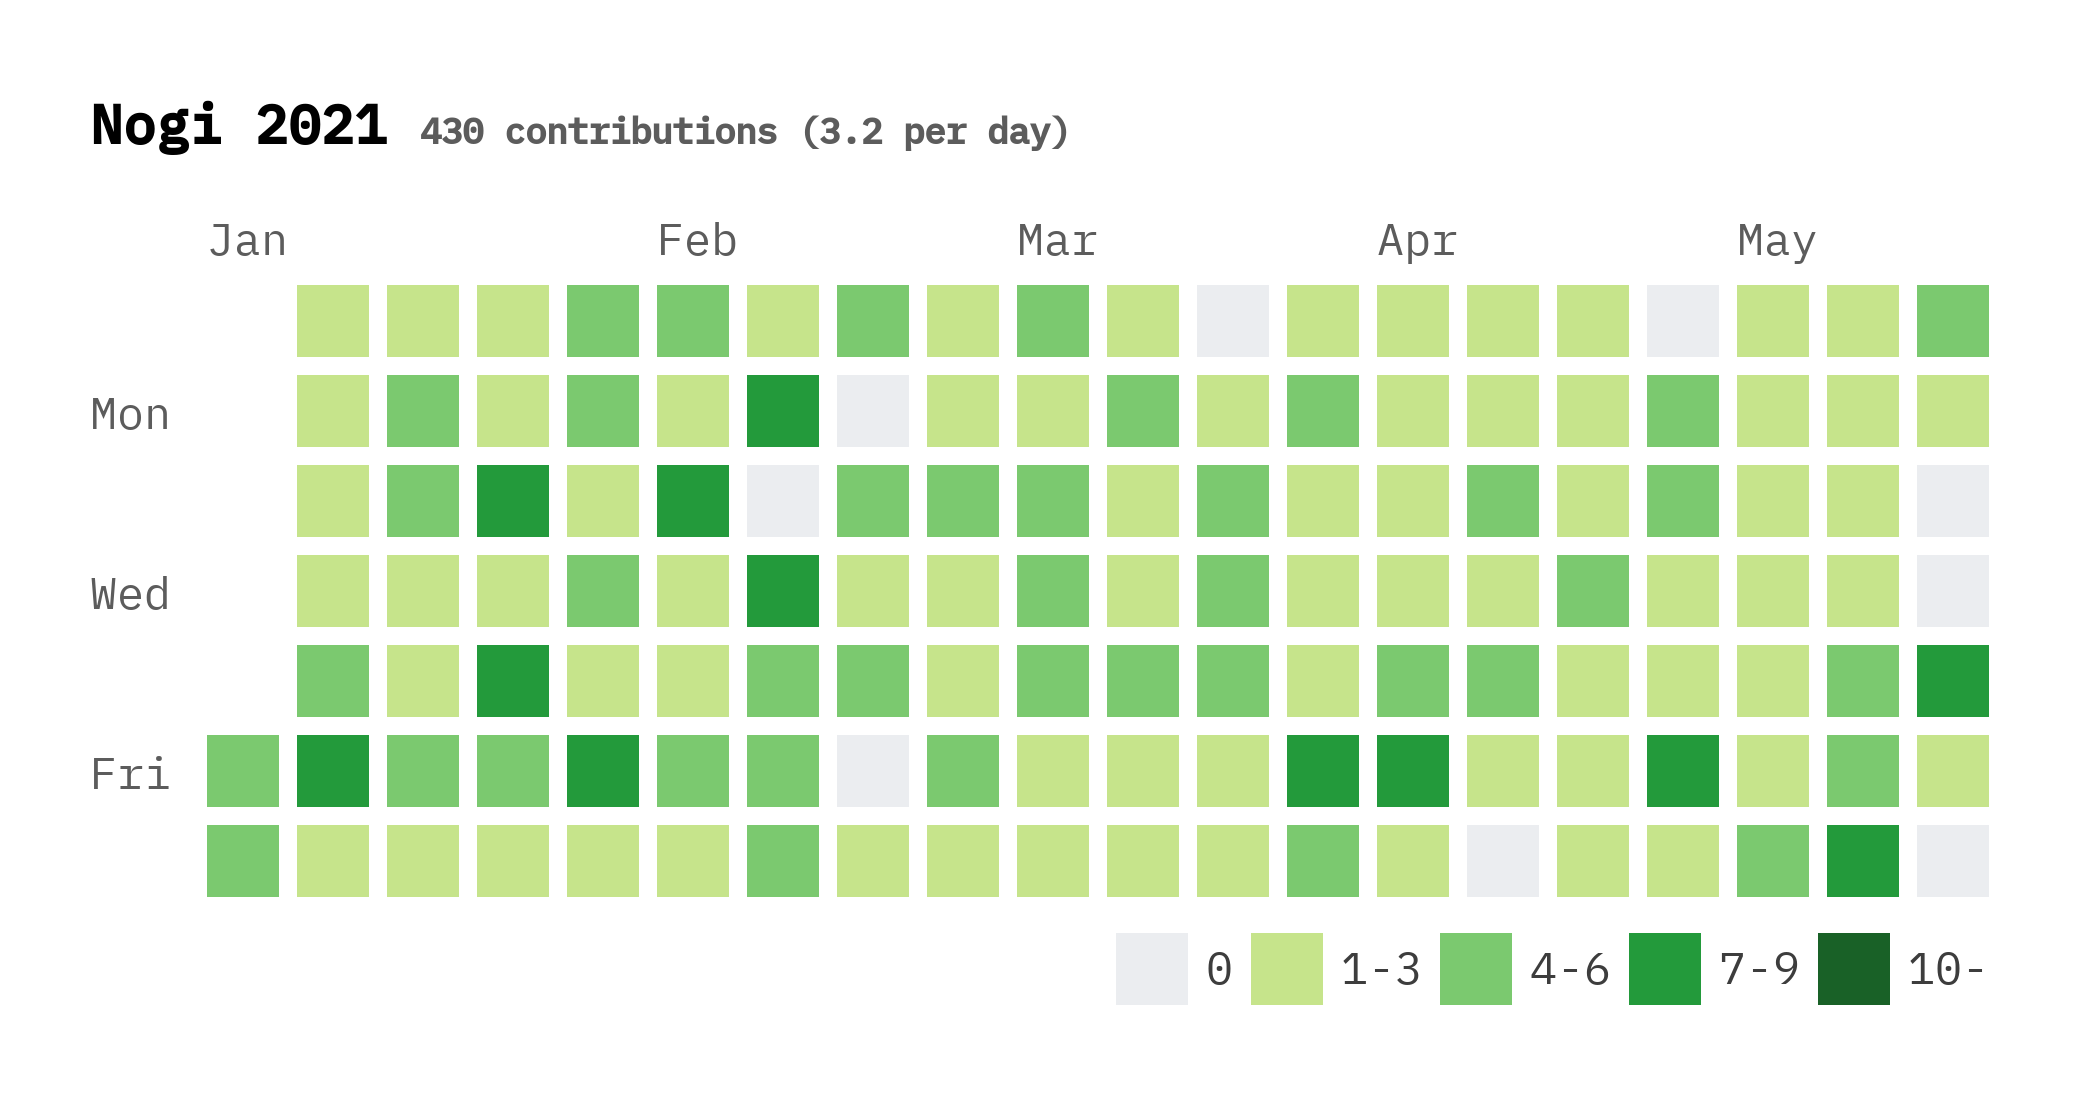 Nogi 2021 430 contributions (3.2 per day)
Jan Feb Mar Apr May
Mon
Wed
Fri
0 1-3 4-6 7-9 10-